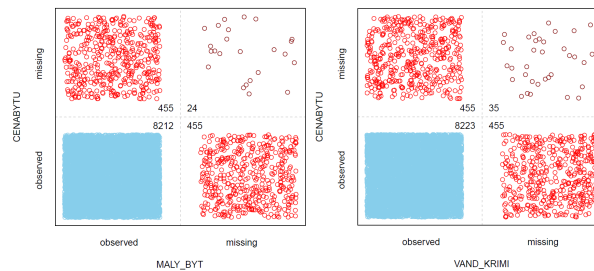 CENABYTU
missing
observed
455 24
8212 455
observed missing
MALY_BYT
CENABYTU
missing
observed
455 35
8223 455
observed missing
VAND_KRIMI